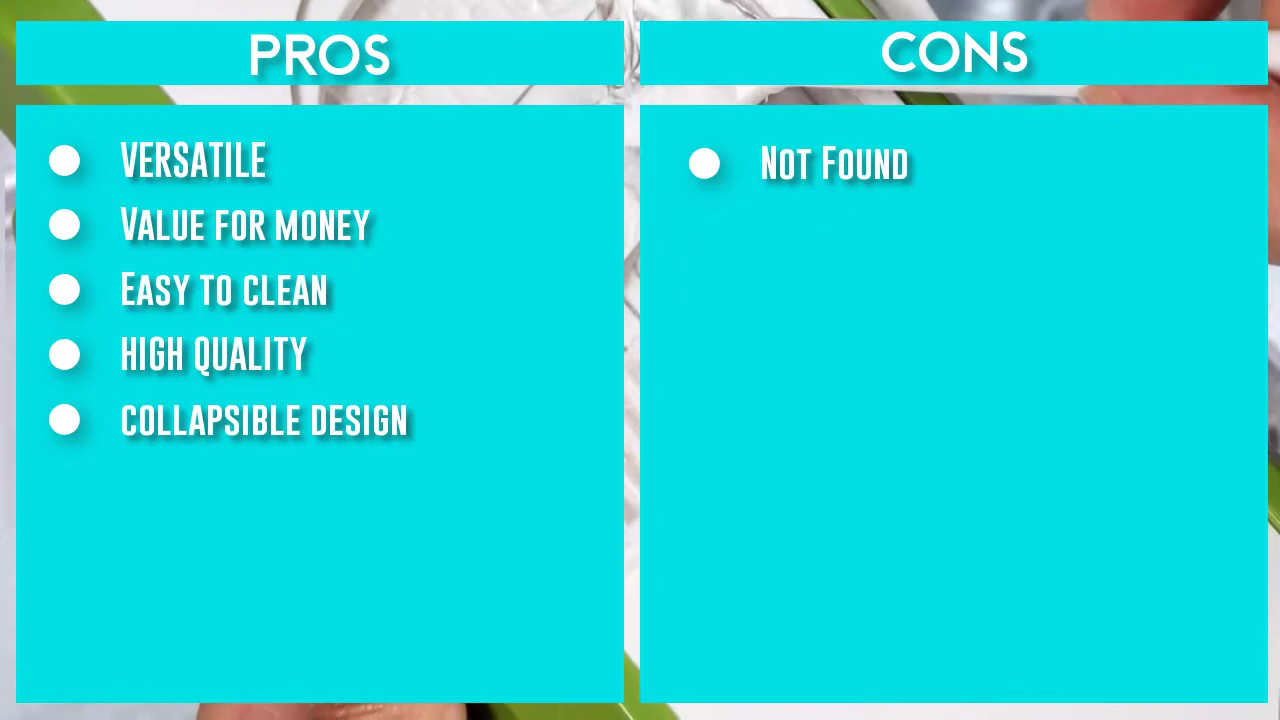 PROS
VERSATILE
Value for money
Easy to clean
HIGH QUALITY
COLLAPSIBLE DESIGN
CONS
Not Found